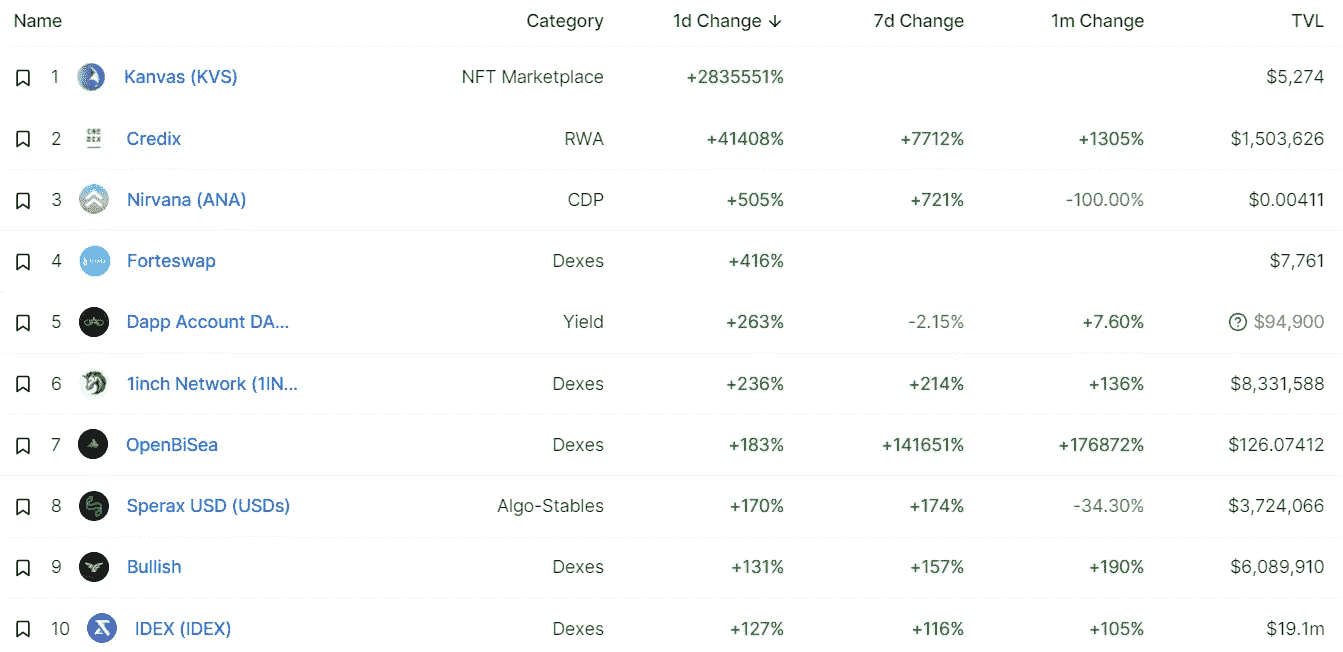 Name Category 1d Change ↓ 7d Change 1m Change TVL
1 Kanvas (KVS) NFT Marketplace +2835551% $5,274
2 Credix RWA +41408% +7712% +1305% $1,503,626
3 Nirvana (ANA) CDP +505% +721% -100.00% $0.00411
4 Forteswap Dexes +416% $7,761
5 Dapp Account DA... Yield +263% -2.15% +7.60% ? $94,900
6 1inch Network (1IN... Dexes +236% +214% +136% $8,331,588
7 OpenBiSea Dexes +183% +141651% +176872% $126.07412
8 Sperax USD (USDs) Algo-Stables +170% +174% -34.30% $3,724,066
9 Bullish Dexes +131% +157% +190% $6,089,910
10 IDEX (IDEX) Dexes +127% +116% +105% $19.1m